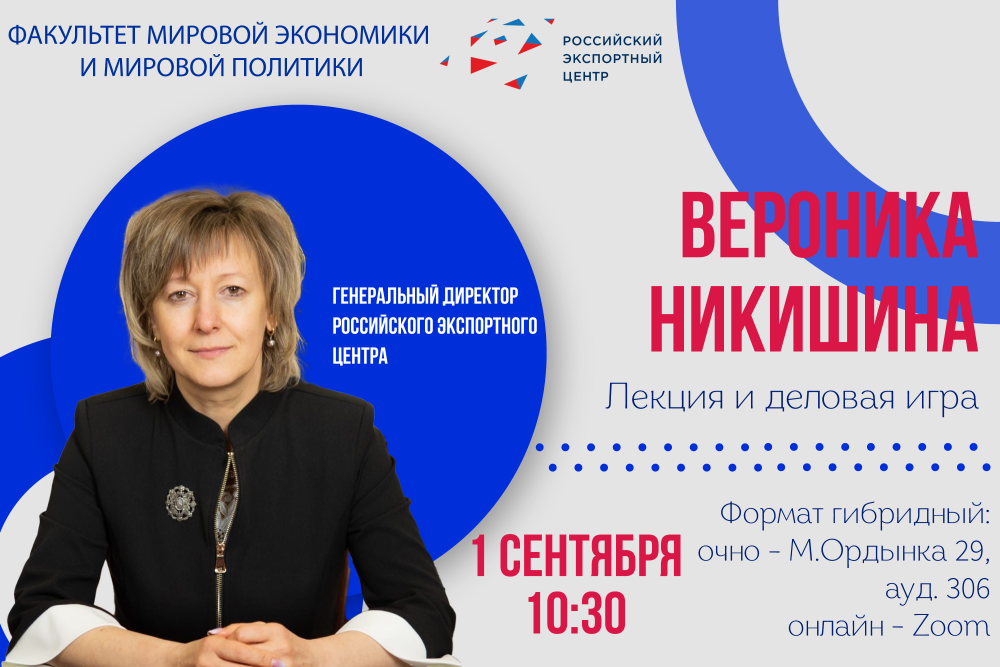 ФАКУЛЬТЕТ МИРОВОЙ ЭКОНОМИКИ
И МИРОВОЙ ПОЛИТИКИ
РОССИЙСКИЙ
ЭКСПОРТНЫЙ
ЦЕНТР
ВЕРОНИКА
НИКИШИНА
ГЕНЕРАЛЬНЫЙ ДИРЕКТОР
РОССИЙСКОГО ЭКСПОРТНОГО
ЦЕНТРА
Лекция и деловая игра
1 СЕНТЯБРЯ
10:30
Формат гибридный:
очно - М.Ордынка 29,
ауд. 306
онлайн - Zoom